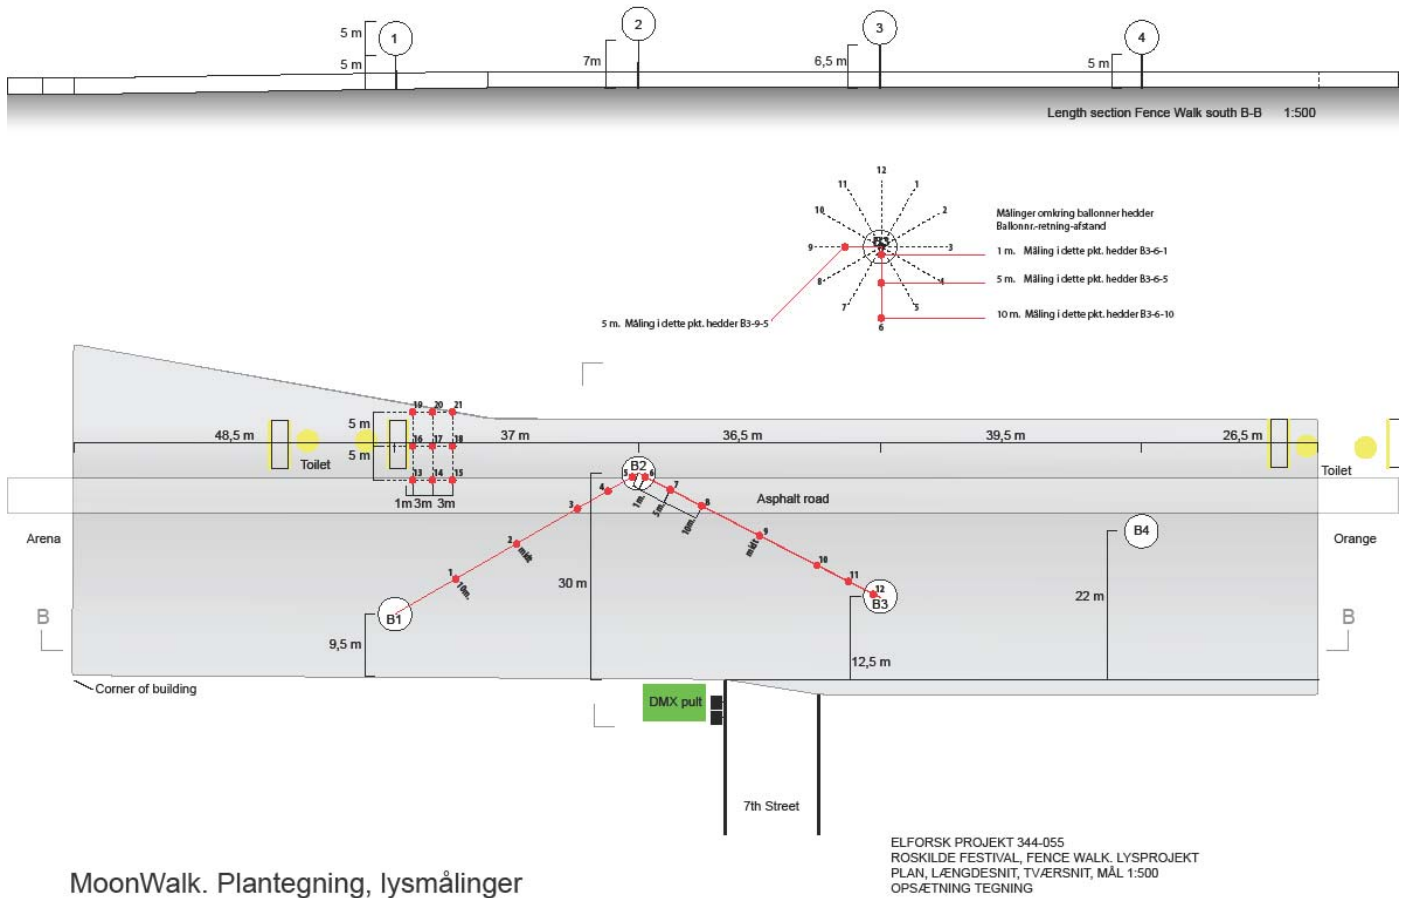 1
2
3
4
5 m
5 m
7m
6,5 m
5 m
Length section Fence Walk south B-B 1:500
12
11
1
10
2
9
3
8
4
7
5
6
Målinger omkring ballonner hedder
Ballonnr.-retning-afstand
1 m. Måling i dette pkt. hedder B3-6-1
5 m. Måling i dette pkt. hedder B3-6-5
10 m. Måling i dette pkt. hedder B3-6-10
5 m. Måling i dette pkt. hedder B3-9-5
19 20 21
5 m
48,5 m
37 m
36,5 m
39,5 m
26,5 m
16 17 18
5 m
Toilet
Toilet
13 14 15
1m 3m 3m
B2
5 6
4
7
3
8
1m.
5m.
10m.
Asphalt road
Arena
Orange
2
midt
9
midt
B4
1
10m.
10
11
12
30 m
22 m
B1
B3
B
B
9,5 m
12,5 m
Corner of building
DMX pult
7th Street
ELFORSK PROJEKT 344-055
ROSKILDE FESTIVAL, FENCE WALK. LYSPROJEKT
PLAN, LÆNGDESNIT, TVÆRSNIT, MÅL 1:500
OPSÆTNING TEGNING
MoonWalk. Plantegning, lysmålinger